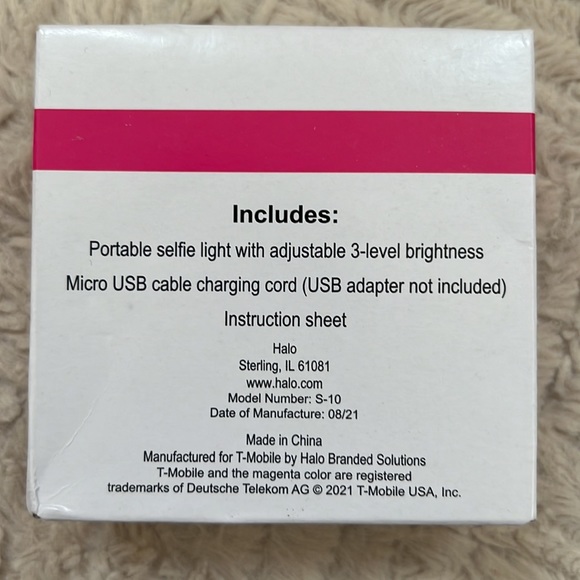 Includes:
Portable selfie light with adjustable 3-level brightness
Micro USB cable charging cord (USB adapter not included)
Instruction sheet
Halo
Sterling, IL 61081
www.halo.com
Model Number: S-10
Date of Manufacture: 08/21
Made in China
Manufactured for T-Mobile by Halo Branded Solutions
T-Mobile and the magenta color are registered
trademarks of Deutsche Telekom AG © 2021 T-Mobile USA, Inc.